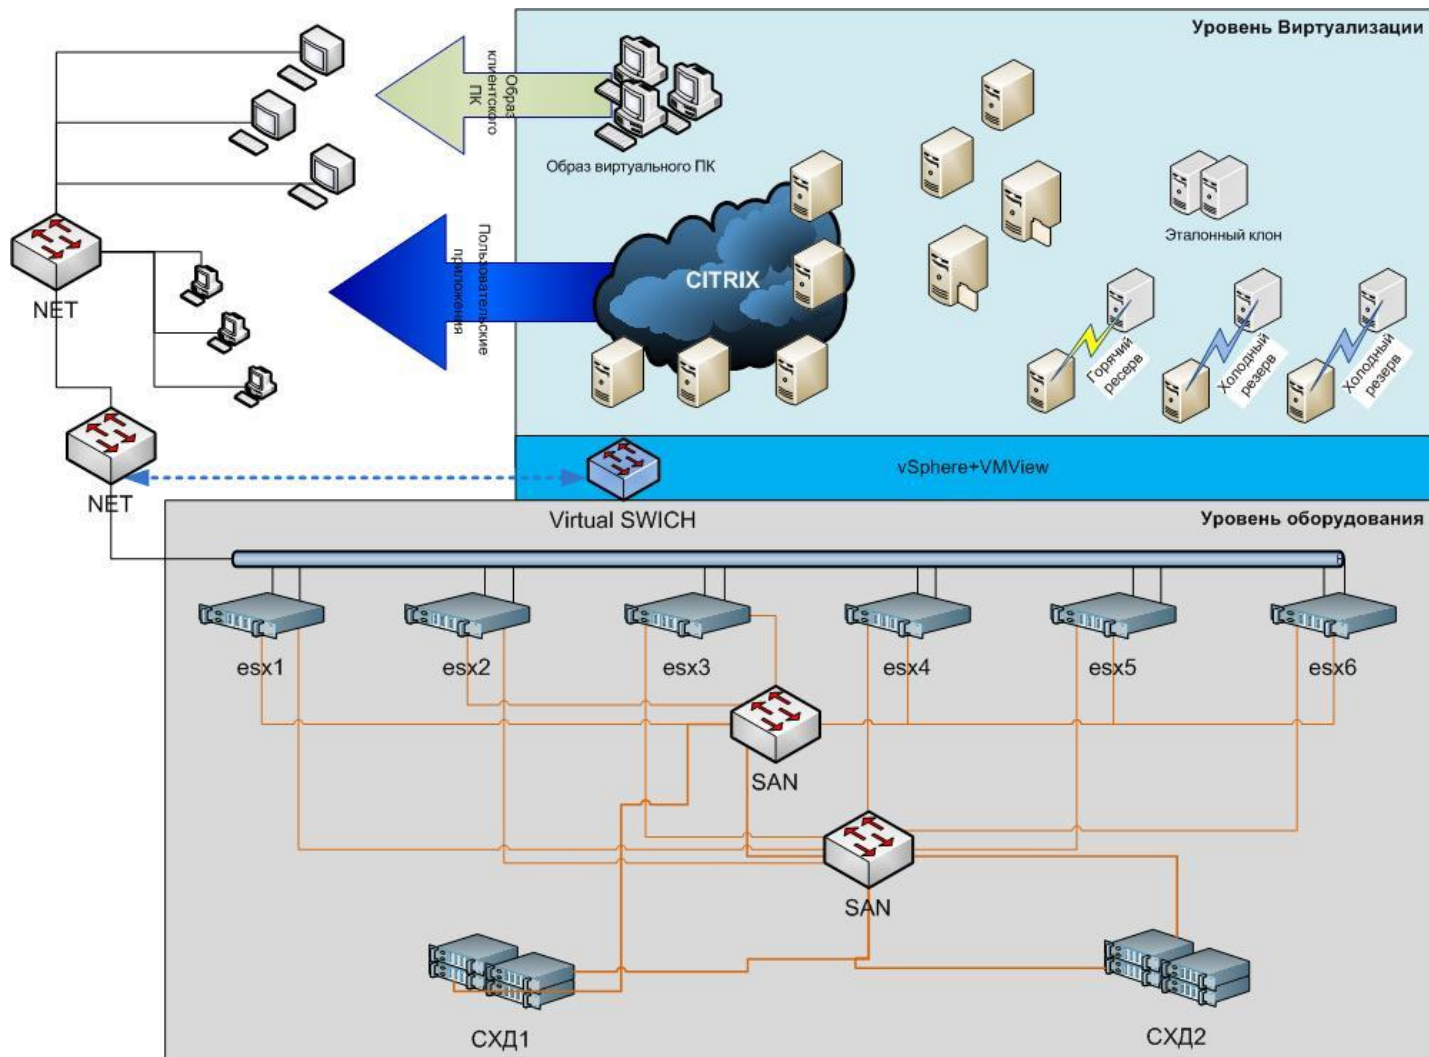 Уровень Виртуализации
Образ
клиентского
ПК
Образ виртуального ПК
Эталонный клон
Пользовательские
приложения
CITRIX
NET
Горячий
ресерв
Холодный
резерв
Холодный
резерв
NET
vSphere+VMView
Virtual SWICH
Уровень оборудования
esx1
esx2
esx3
esx4
esx5
esx6
SAN
SAN
СХД1
СХД2